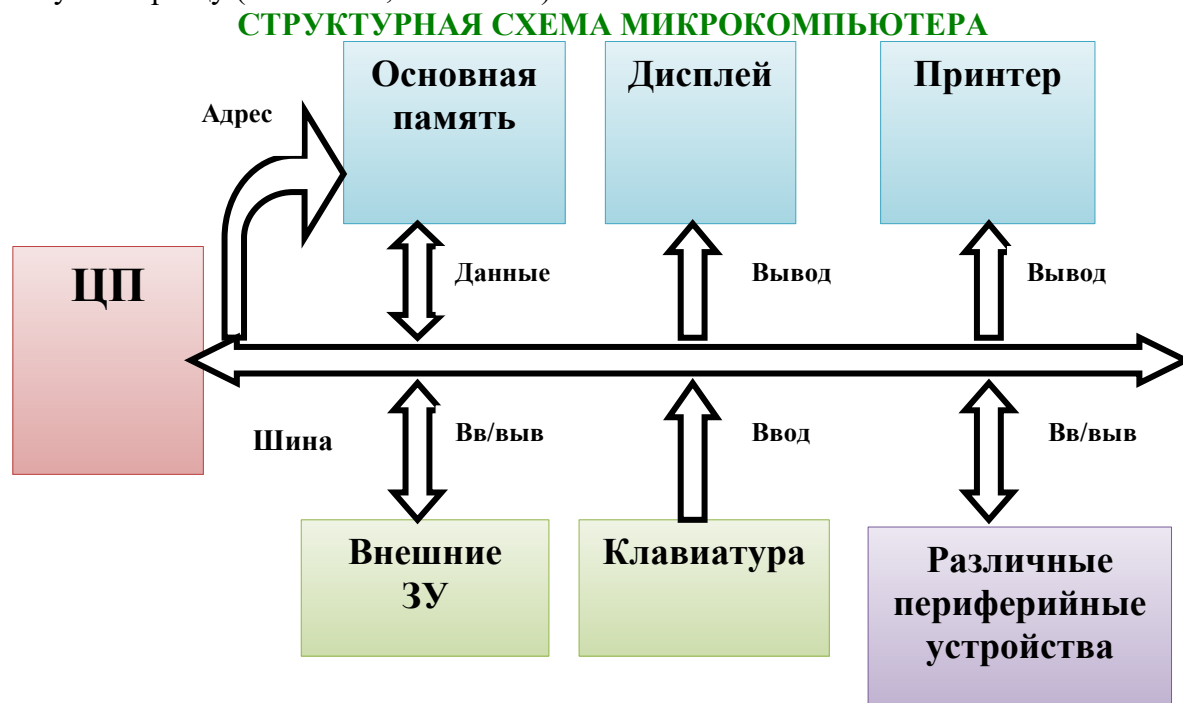 СТРУКТУРНАЯ СХЕМА МИКРОКОМПЬЮТЕРА
Основная
память
Дисплей
Принтер
Адрес
ЦП
Данные
Вывод
Вывод
Шина
Вв/выв
Ввод
Вв/выв
Внешние
ЗУ
Клавиатура
Различные
периферийные
устройства